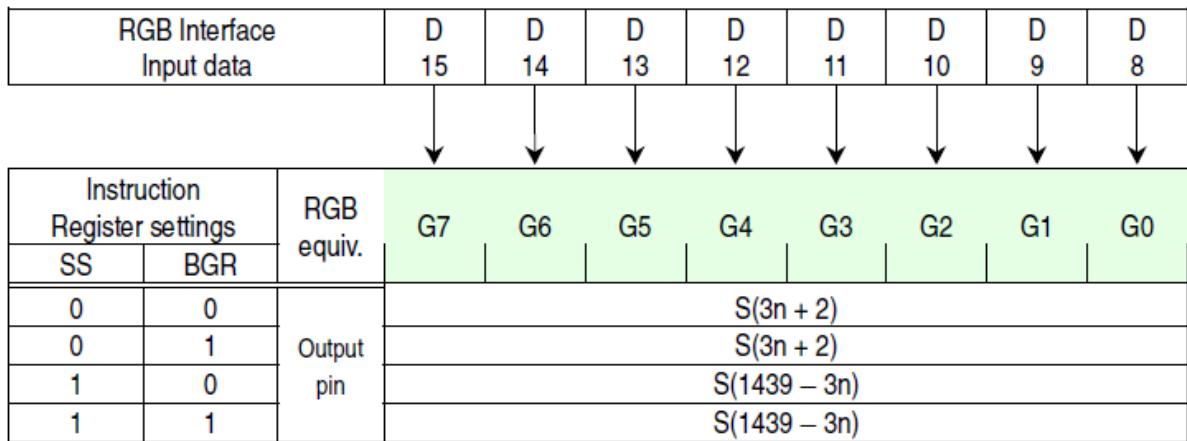 RGB Interface D D D D D D D D
Input data 15 14 13 12 11 10 9 8
Instruction
Register settings
RGB
equiv.
G7 G6 G5 G4 G3 G2 G1 G0
SS BGR
0 0 S(3n + 2)
0 1 S(3n + 2)
Output
pin
1 0 S(1439 – 3n)
1 1 S(1439 – 3n)